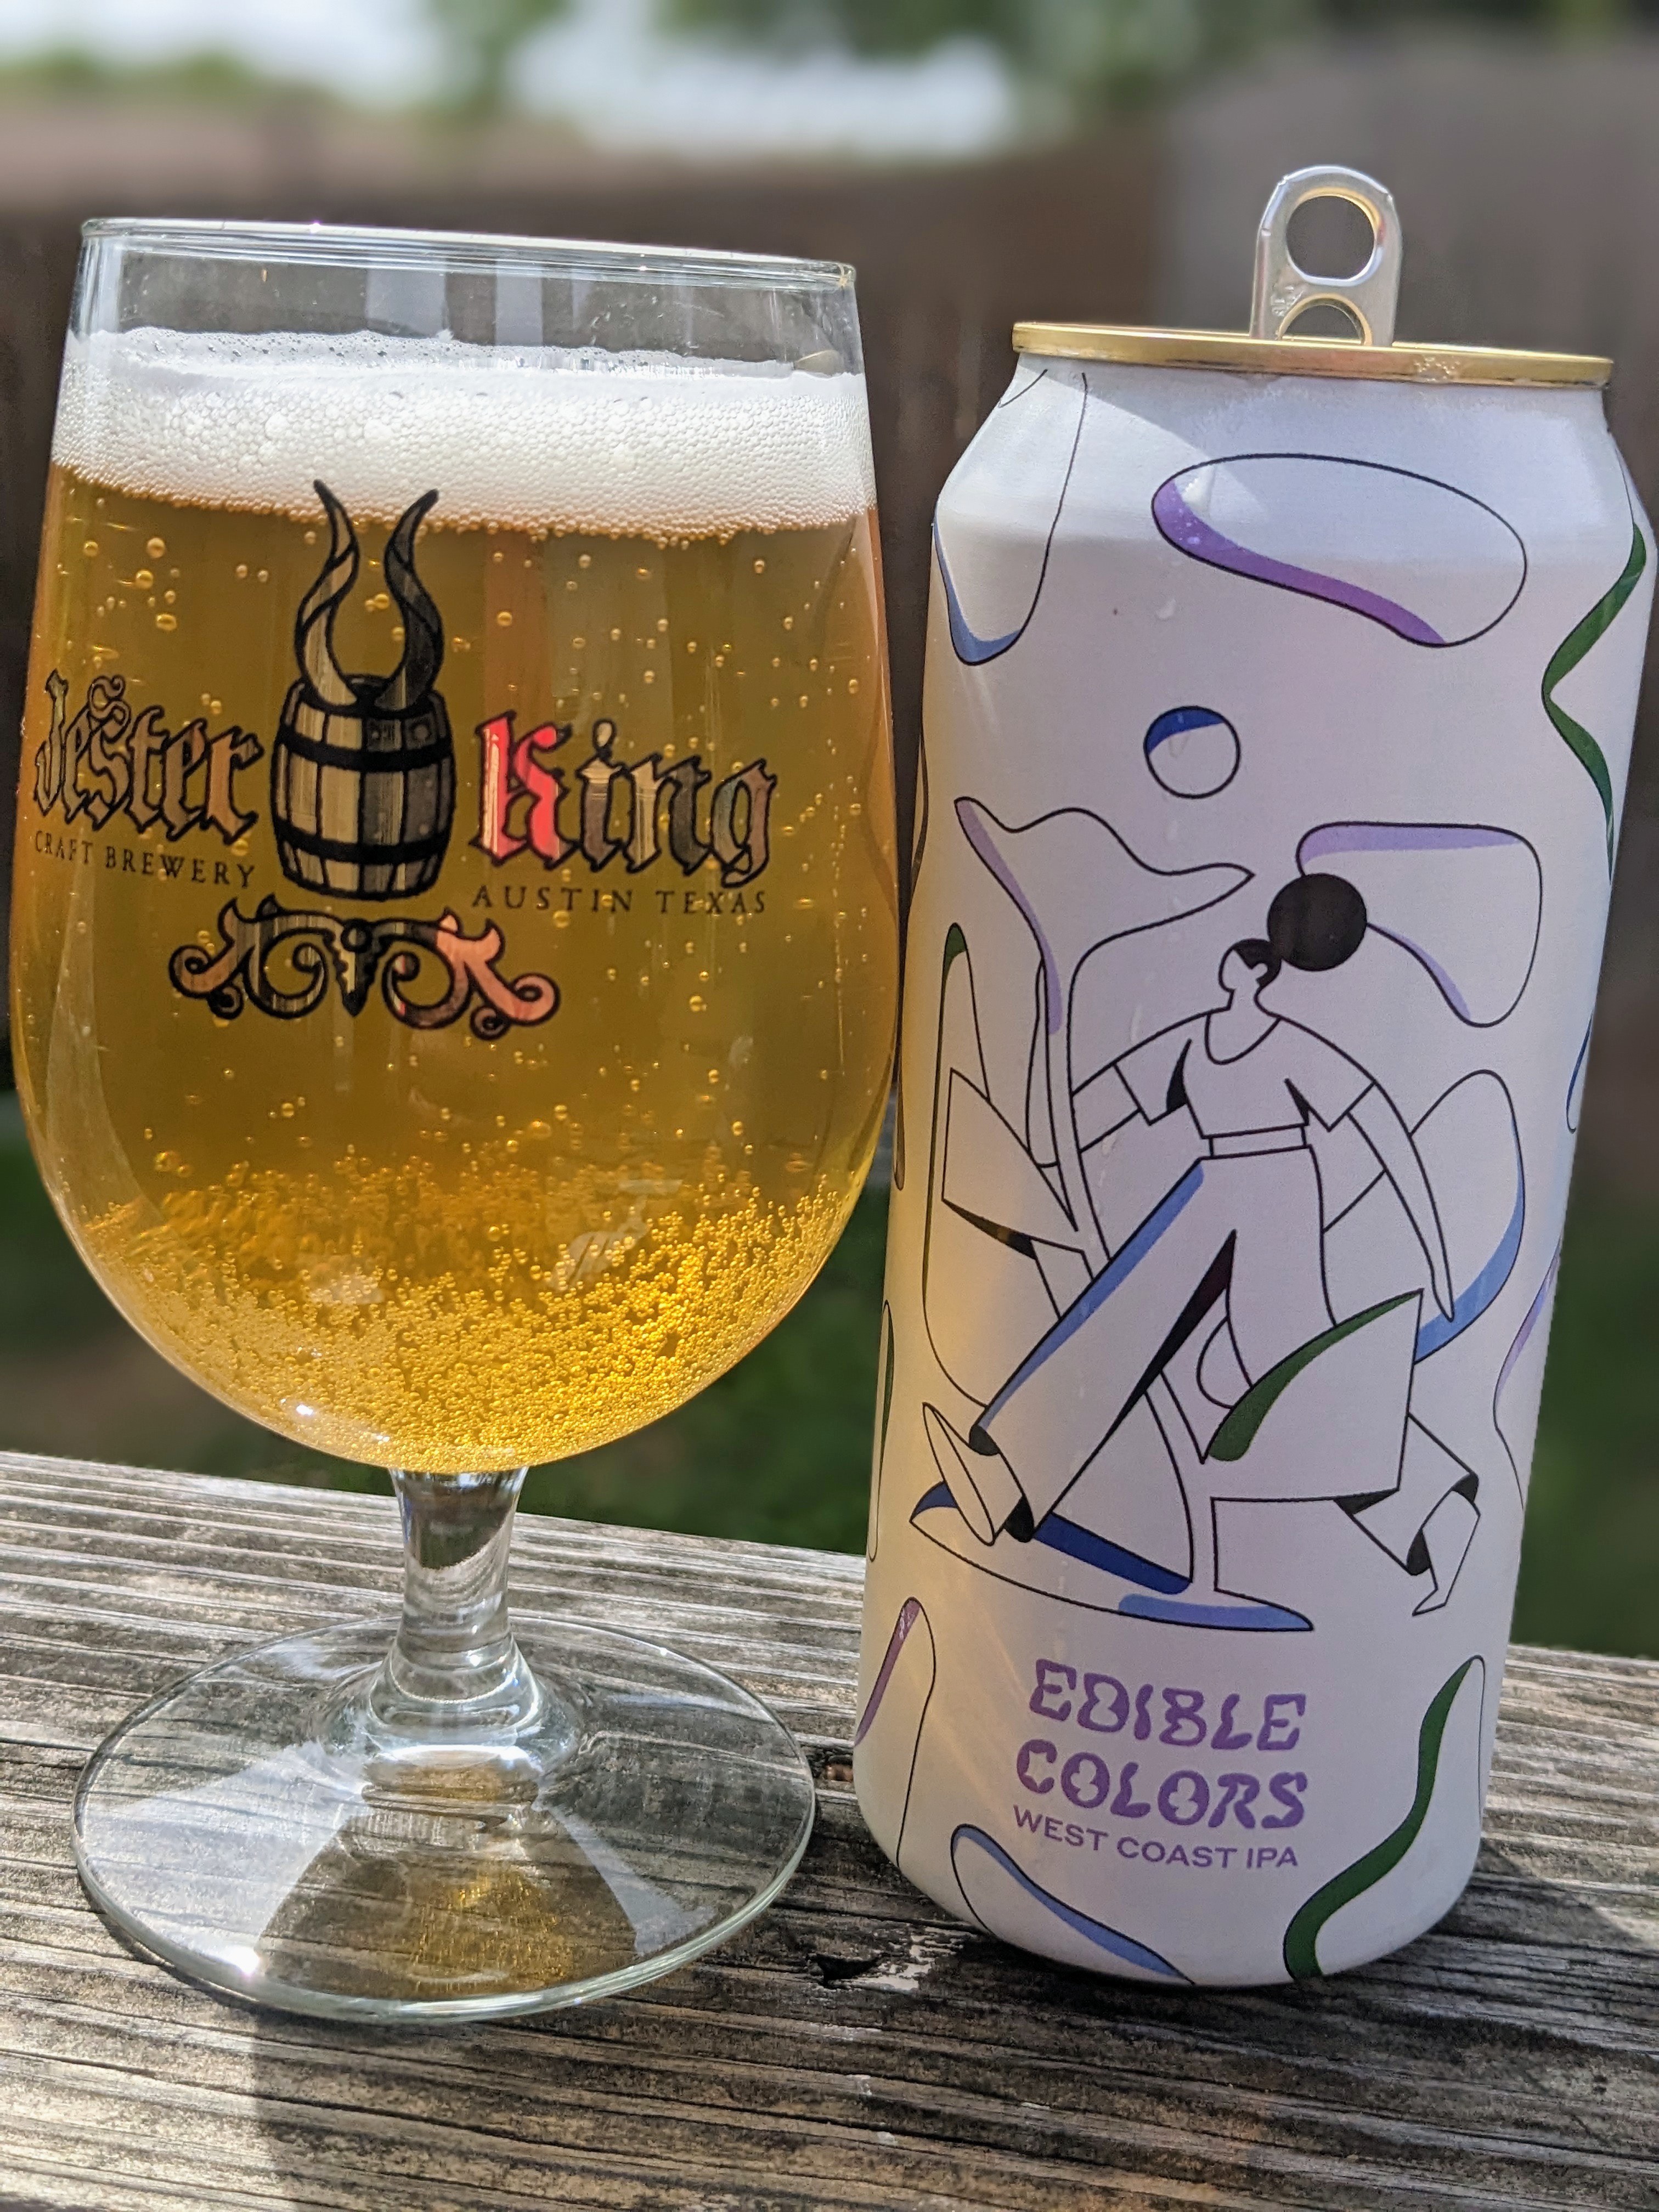 Jester King
CRAFT BREWERY
AUSTIN TEXAS
EDIBLE
COLORS
WEST COAST IPA